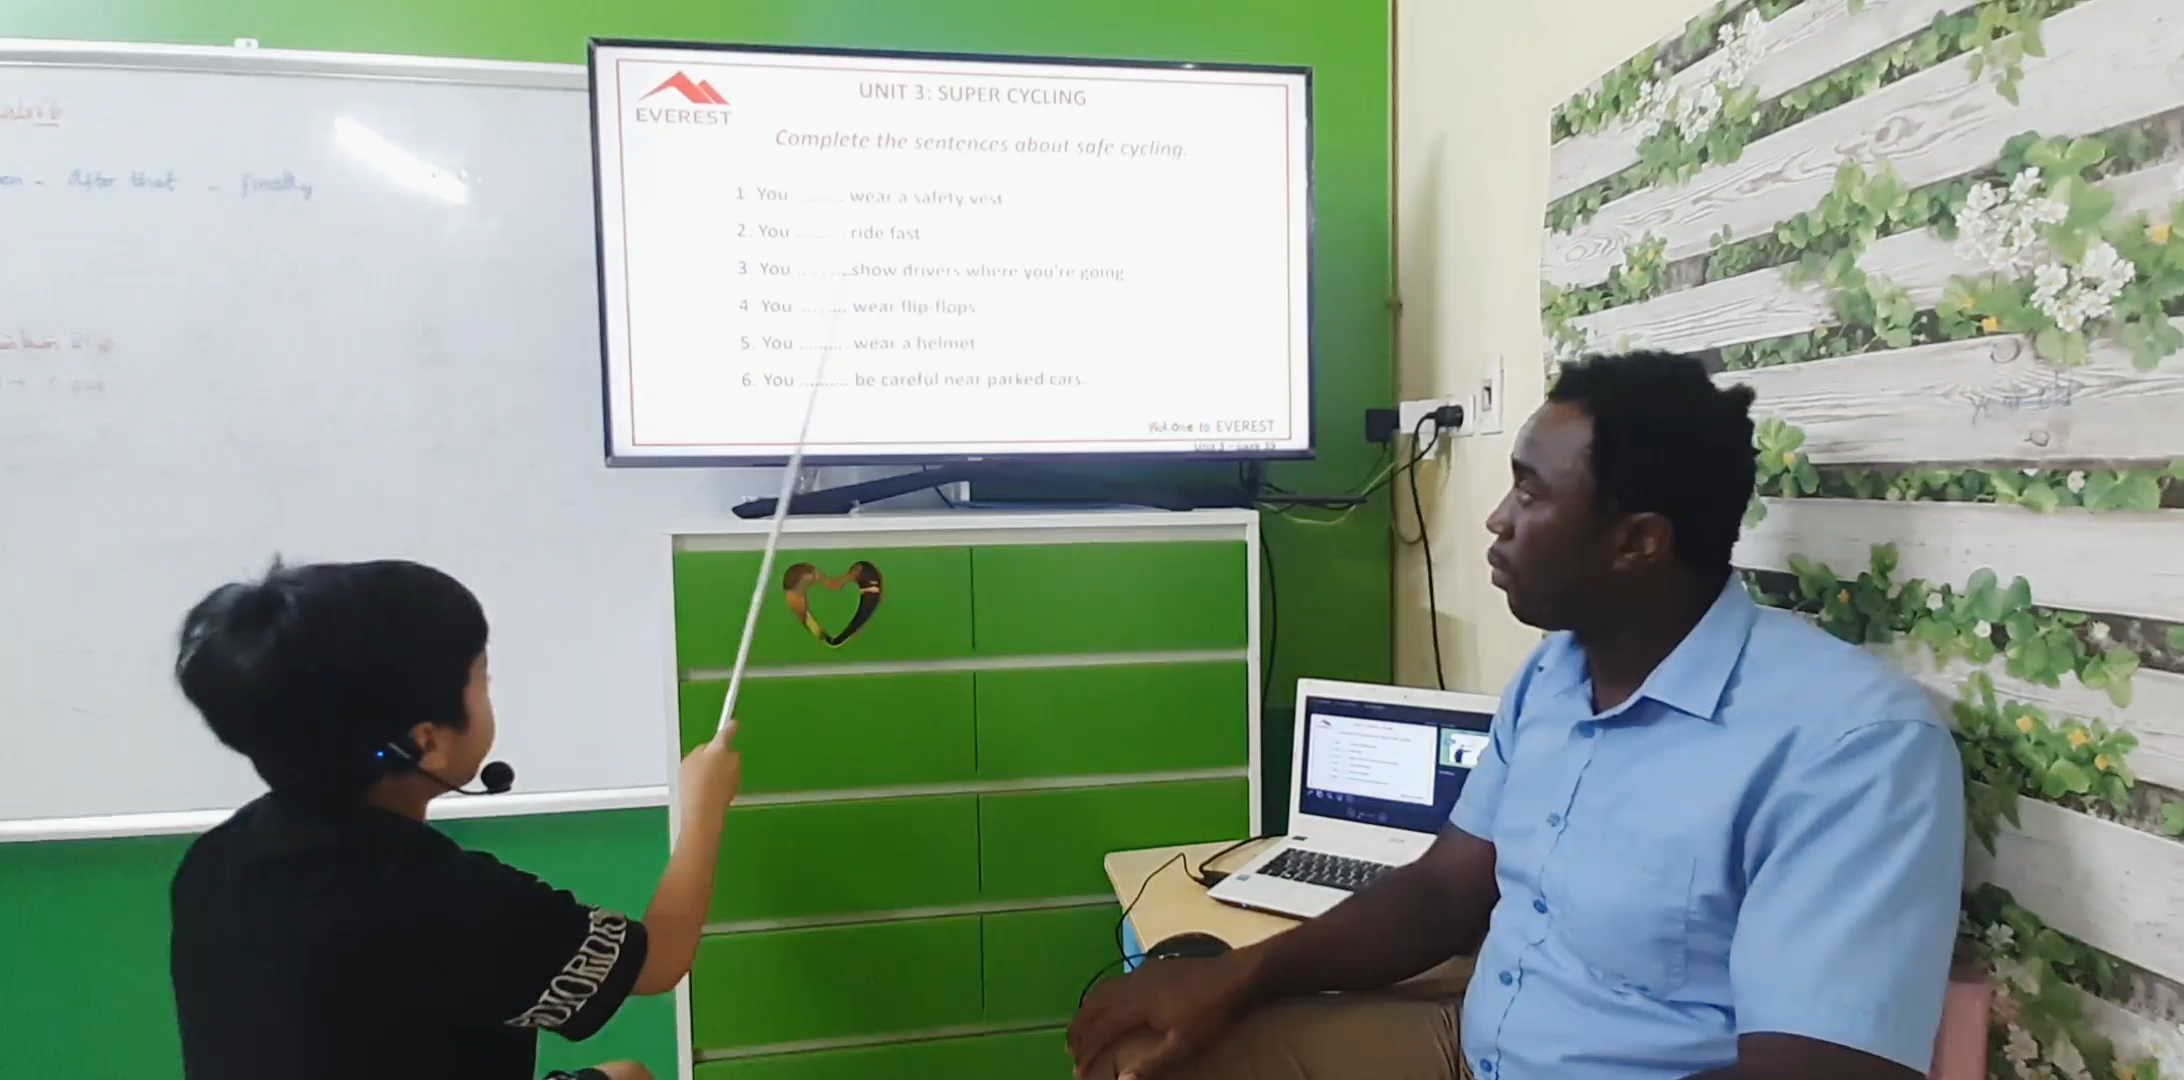 After that - finally
EVEREST
UNIT 3: SUPER CYCLING
Complete the sentences about safe cycling.
1. You ......... wear a safety vest
2. You ......... ride fast
3 You ......... show drivers where you're going
4 You ......... wear flip-flops
5. You ......... wear a helmet.
6. You ......... be careful near parked cars.
to EVEREST
DIORDIO